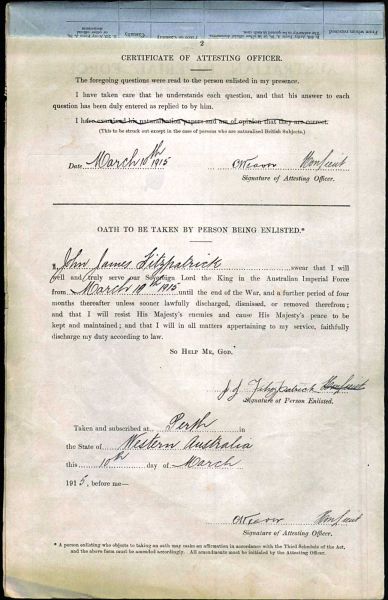 2
CERTIFICATE OF ATTESTING OFFICER.
The foregoing questions were read to the person enlisted in my presence.
I have taken care that he understands each question, and that his answer to each
question has been duly entered as replied to by him.
I have examined his naturalization papers and am of opinion that they are correct.
(This to be struck out except in the case of persons who are naturalized British Subjects.)
Date March 10th 1915
Signature of Attesting Officer.
OATH TO BE TAKEN BY PERSON BEING ENLISTED.*
I, John James Fitzpatrick swear that I will
well and truly serve our Sovereign Lord the King in the Australian Imperial Force
from March 10th 1915 until the end of the War, and a further period of four
months thereafter unless sooner lawfully discharged, dismissed, or removed therefrom;
and that I will resist His Majesty's enemies and cause His Majesty's peace to be
kept and maintained; and that I will in all matters appertaining to my service, faithfully
discharge my duty according to law.
So Help Me, God.
J J Fitzpatrick
Signature of Person Enlisted.
Taken and subscribed at Perth in
the State of Western Australia
this 10th day of March
1915, before me—
Signature of Attesting Officer.
* A person enlisting who objects to taking an oath may make an affirmation in accordance with the Third Schedule of the Act,
and the above form must be amended accordingly. All amendments must be initialed by the Attesting Officer.